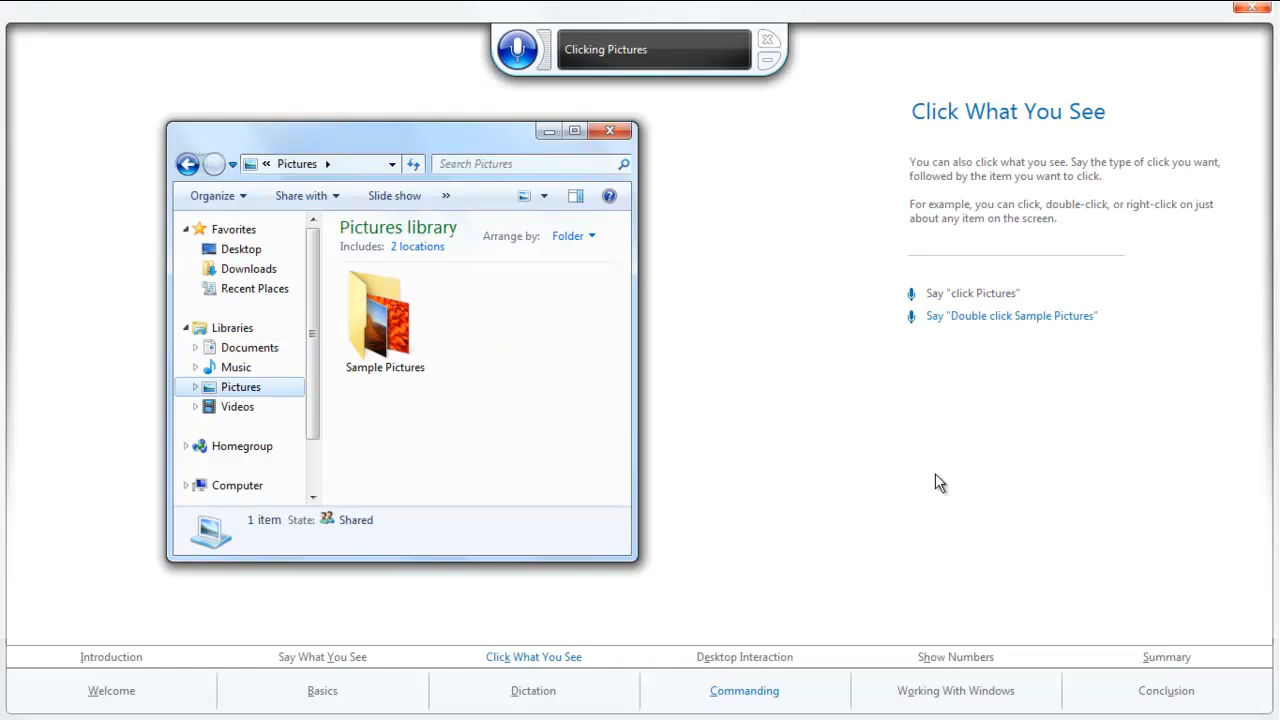 Clicking Pictures
Click What You See
You can also click what you see. Say the type of click you want,
followed by the item you want to click.
For example, you can click, double-click, or right-click on just
about any item on the screen.
Say "click Pictures"
Say "Double click Sample Pictures"
« Pictures
Search Pictures
Organize Share with Slide show »
Favorites
Desktop
Downloads
Recent Places
Libraries
Documents
Music
Pictures
Videos
Homegroup
Computer
Pictures library
Includes: 2 locations
Arrange by: Folder
Sample Pictures
1 item State: Shared
Introduction Say What You See Click What You See Desktop Interaction Show Numbers Summary
Welcome Basics Dictation Commanding Working With Windows Conclusion